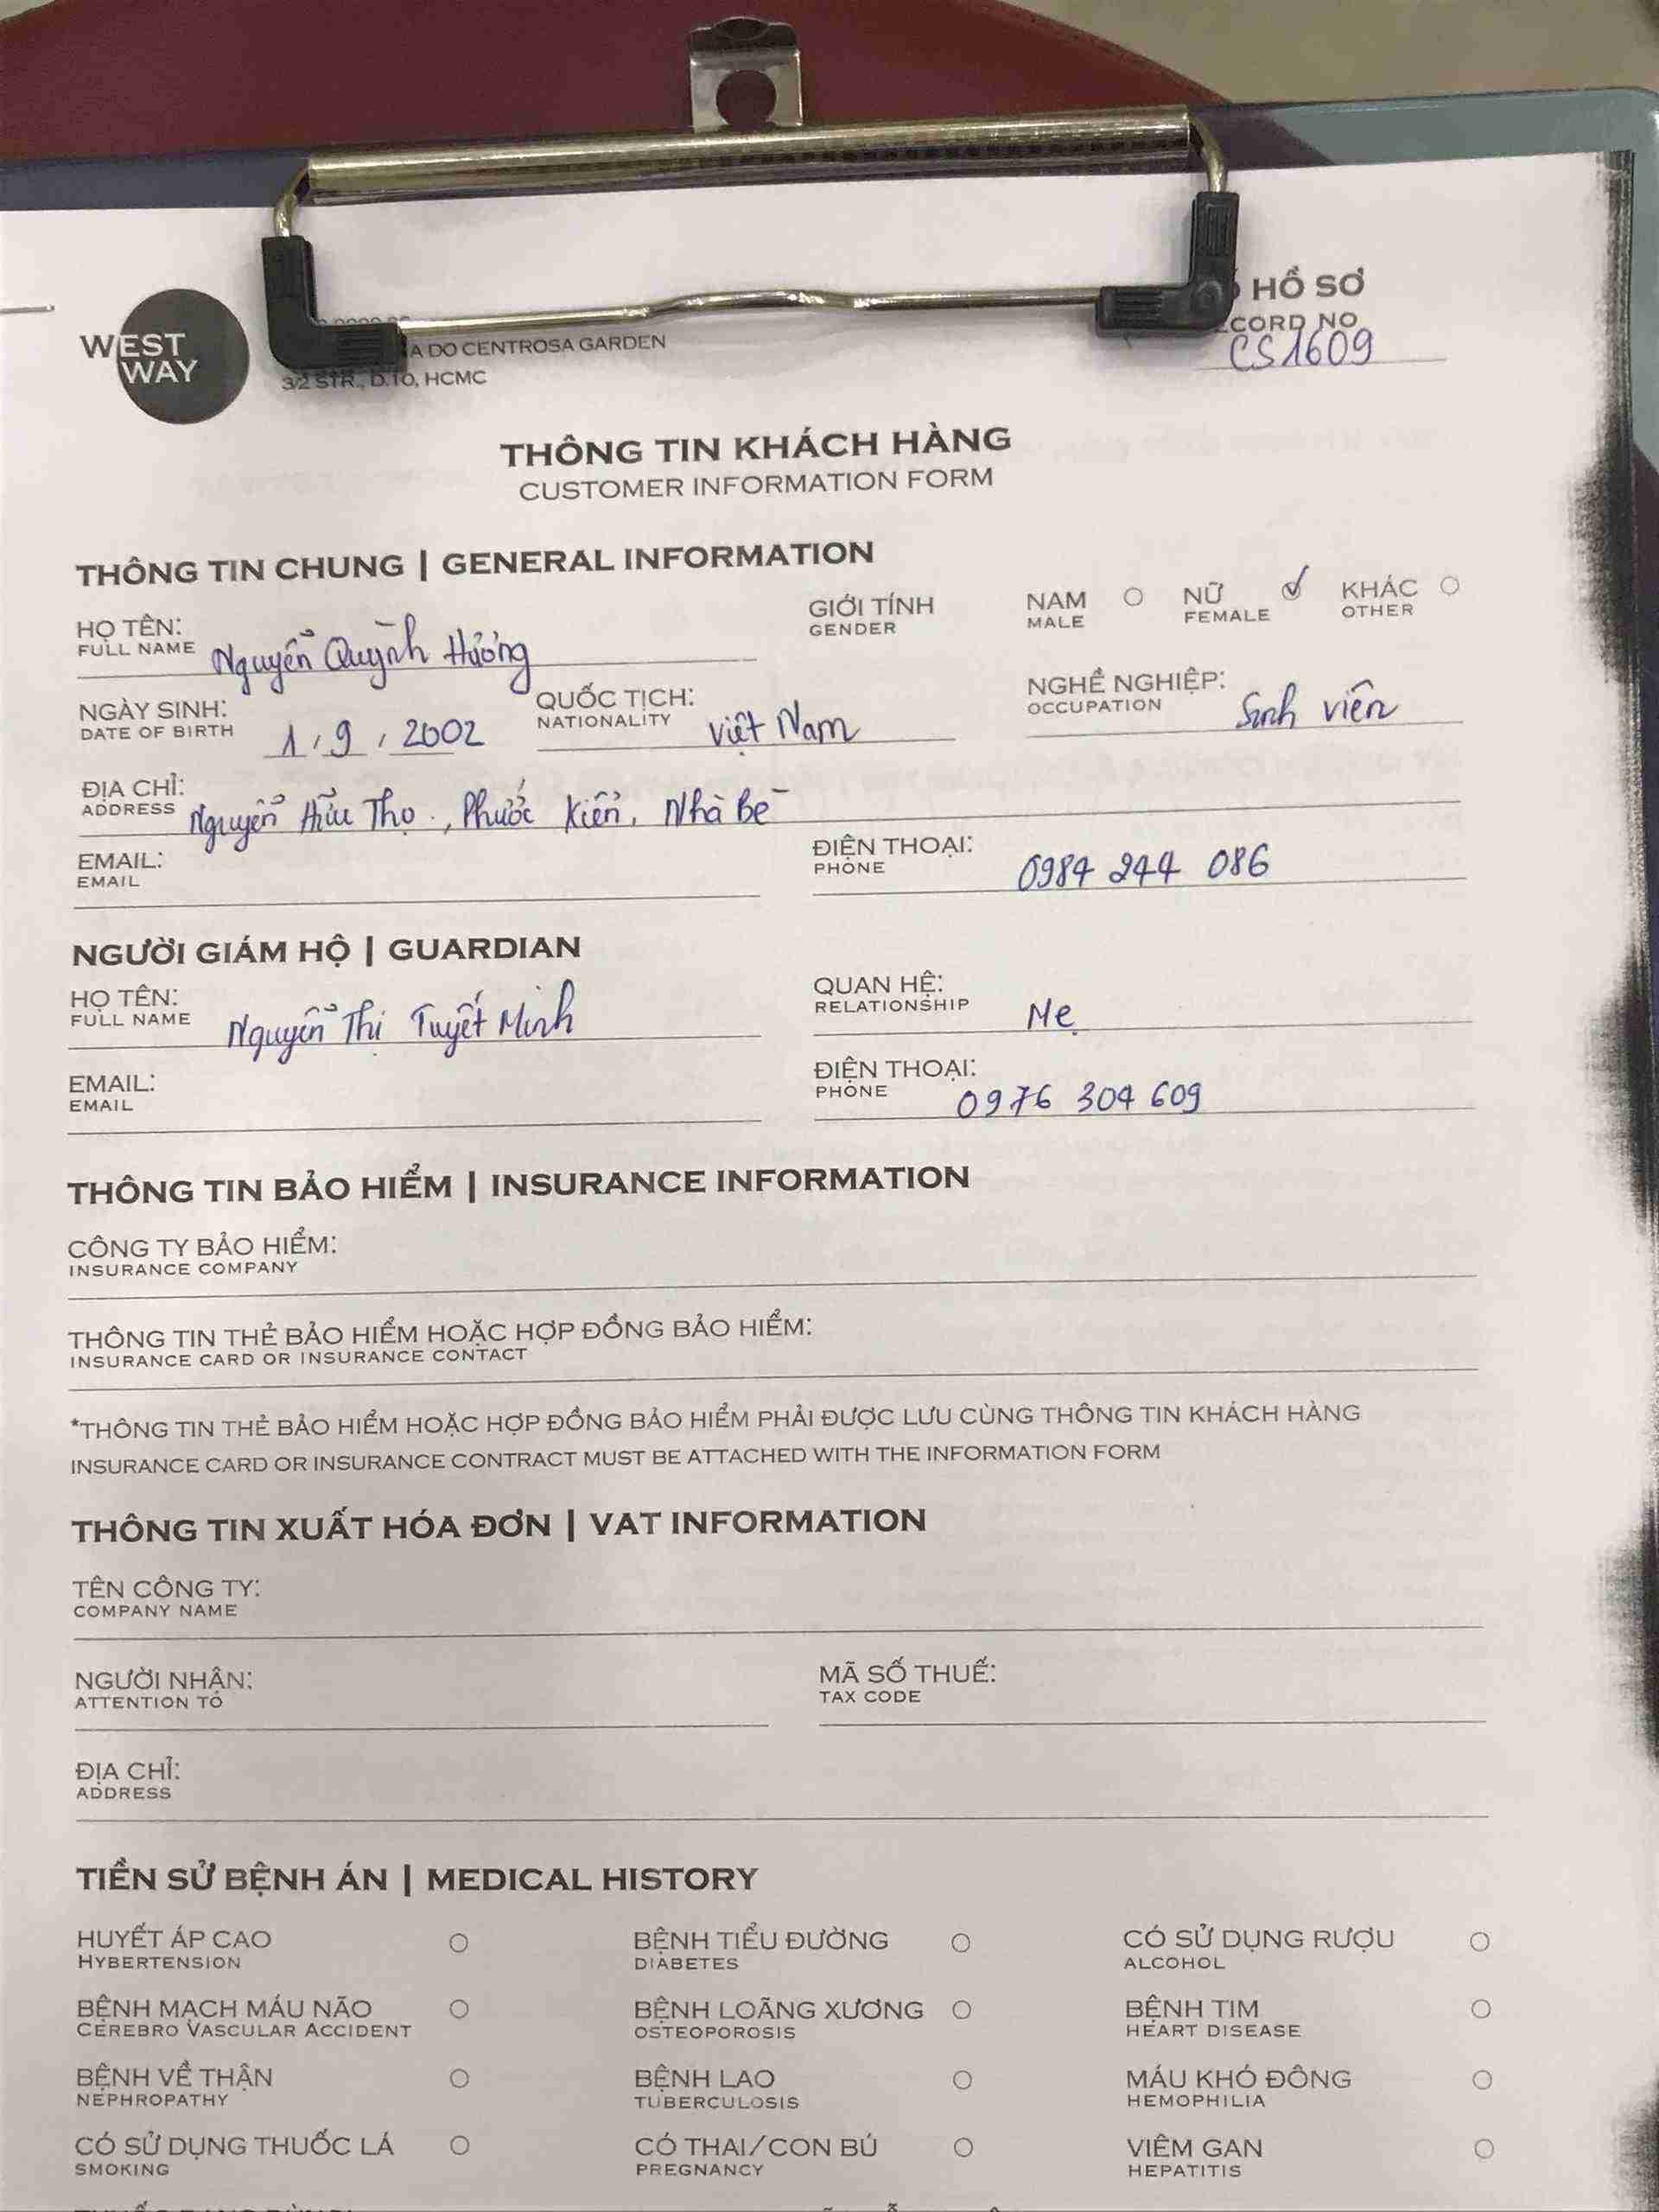 WEST
WAY
A DO CENTROSA GARDEN
3/2 STR., D.10, HCMC
HỒ SƠ
CORD NO
CS1609
THÔNG TIN KHÁCH HÀNG
CUSTOMER INFORMATION FORM
THÔNG TIN CHUNG | GENERAL INFORMATION
HỌ TÊN: Nguyễn Quỳnh Hương GIỚI TÍNH NAM NỮ KHÁC
FULL NAME GENDER MALE FEMALE OTHER
NGÀY SINH: 1 / 9 / 2002 QUỐC TỊCH: Việt Nam NGHỀ NGHIỆP: Sinh viên
DATE OF BIRTH NATIONALITY OCCUPATION
ĐỊA CHỈ: Nguyễn Hữu Thọ, Phước Kiển, Nhà Bè
ADDRESS
EMAIL: ĐIỆN THOẠI: 0984 244 086
EMAIL PHONE
NGƯỜI GIÁM HỘ | GUARDIAN
HỌ TÊN: Nguyễn Thị Tuyết Minh QUAN HỆ: Mẹ
FULL NAME RELATIONSHIP
EMAIL: ĐIỆN THOẠI: 0976 304 609
EMAIL PHONE
THÔNG TIN BẢO HIỂM | INSURANCE INFORMATION
CÔNG TY BẢO HIỂM:
INSURANCE COMPANY
THÔNG TIN THẺ BẢO HIỂM HOẶC HỢP ĐỒNG BẢO HIỂM:
INSURANCE CARD OR INSURANCE CONTACT
*THÔNG TIN THẺ BẢO HIỂM HOẶC HỢP ĐỒNG BẢO HIỂM PHẢI ĐƯỢC LƯU CÙNG THÔNG TIN KHÁCH HÀNG
INSURANCE CARD OR INSURANCE CONTRACT MUST BE ATTACHED WITH THE INFORMATION FORM
THÔNG TIN XUẤT HÓA ĐƠN | VAT INFORMATION
TÊN CÔNG TY:
COMPANY NAME
NGƯỜI NHẬN: MÃ SỐ THUẾ:
ATTENTION TO TAX CODE
ĐỊA CHỈ:
ADDRESS
TIỀN SỬ BỆNH ÁN | MEDICAL HISTORY
HUYẾT ÁP CAO BỆNH TIỂU ĐƯỜNG CÓ SỬ DỤNG RƯỢU
HYBERTENSION DIABETES ALCOHOL
BỆNH MẠCH MÁU NÃO BỆNH LOÃNG XƯƠNG BỆNH TIM
CEREBRO VASCULAR ACCIDENT OSTEOPOROSIS HEART DISEASE
BỆNH VỀ THẬN BỆNH LAO MÁU KHÓ ĐÔNG
NEPHROPATHY TUBERCULOSIS HEMOPHILIA
CÓ SỬ DỤNG THUỐC LÁ CÓ THAI/CON BÚ VIÊM GAN
SMOKING PREGNANCY HEPATITIS